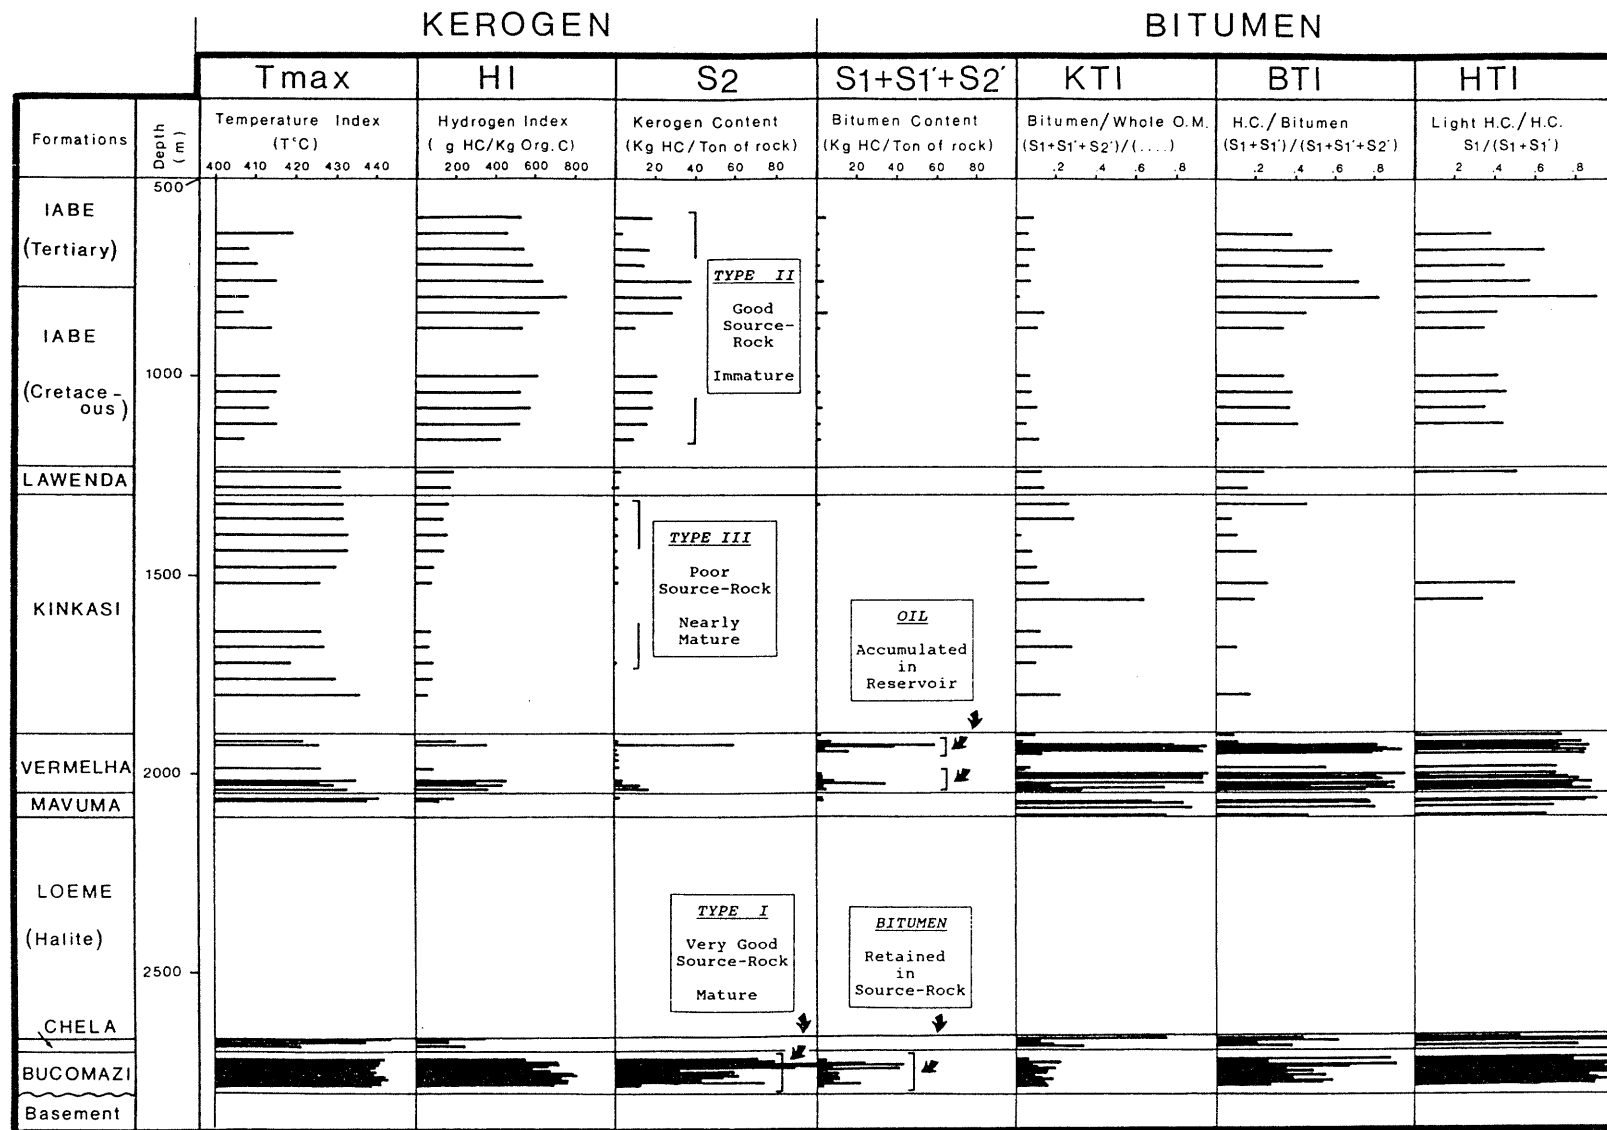 KEROGEN BITUMEN
Tmax HI S2 S1+S1'+S2' KTI BTI HTI
Formations
Depth (m)
Temperature Index
(T°C)
400 410 420 430 440
Hydrogen Index
( g HC/Kg Org.C)
200 400 600 800
Kerogen Content
(Kg HC/Ton of rock)
20 40 60 80
Bitumen Content
(Kg HC/Ton of rock)
20 40 60 80
Bitumen/Whole O.M.
(S1+S1'+S2')/(....)
.2 .4 .6 .8
H.C./Bitumen
(S1+S1')/(S1+S1'+S2')
.2 .4 .6 .8
Light H.C./H.C.
S1/(S1+S1')
2 .4 .6 .8
500
IABE
(Tertiary)
TYPE II
Good
Source-
Rock
Immature
IABE
1000
(Cretace-
ous)
LAWENDA
TYPE III
Poor
Source-Rock
Nearly
Mature
1500
KINKASI
OIL
Accumulated
in
Reservoir
VERMELHA
2000
MAVUMA
LOEME
(Halite)
TYPE I
Very Good
Source-Rock
Mature
BITUMEN
Retained
in
Source-Rock
2500
CHELA
BUCOMAZI
Basement